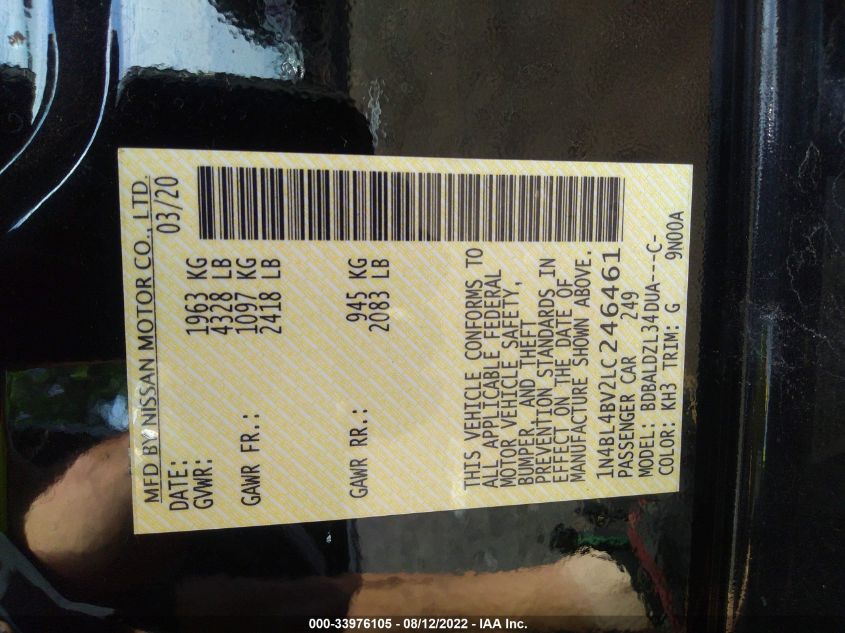 MFD BY NISSAN MOTOR CO., LTD.
DATE: 03/20
GVWR: 1963 KG
4328 LB
GAWR FR.: 1097 KG
2418 LB
GAWR RR.: 945 KG
2083 LB
THIS VEHICLE CONFORMS TO
ALL APPLICABLE FEDERAL
MOTOR VEHICLE SAFETY,
BUMPER, AND THEFT
PREVENTION STANDARDS IN
EFFECT ON THE DATE OF
MANUFACTURE SHOWN ABOVE.
1N4BL4BV2LC246461
PASSENGER CAR 249
MODEL: BDBALDZL34DUA---C-
COLOR: KH3 TRIM: G 9N00A
000-33976105 - 08/12/2022 - IAA Inc.